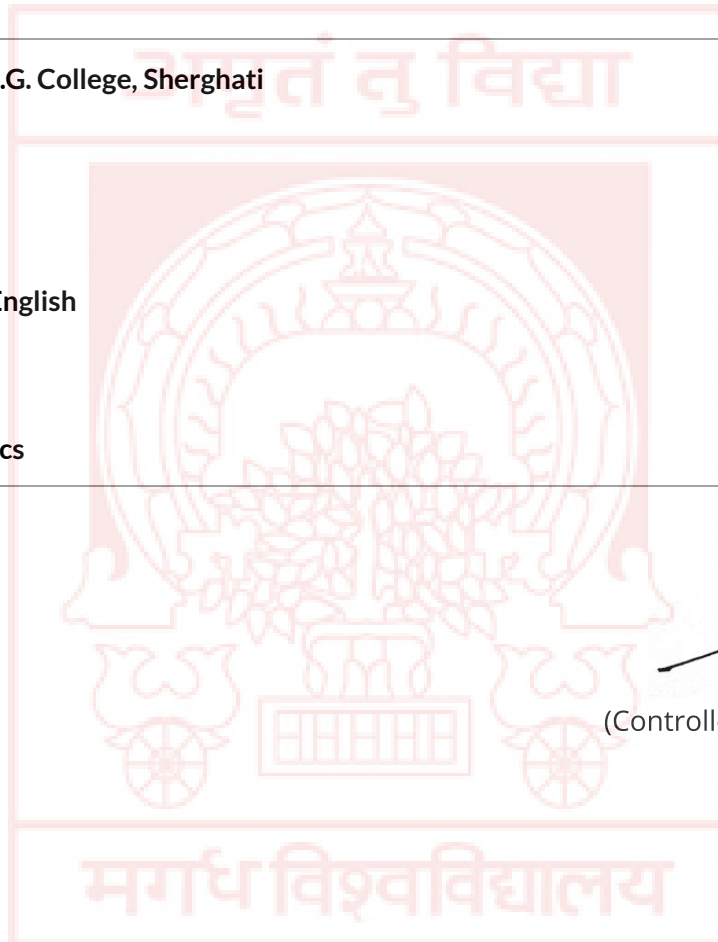 अमृतं तु विद्या
.G. College, Sherghati
English
cs
(Controll
मगध विश्वविद्यालय